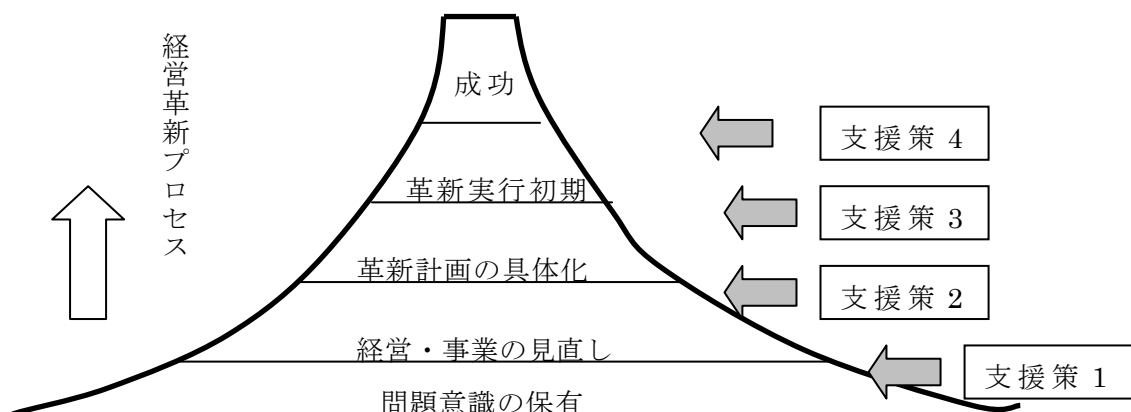 経営革新プロセス
成功
支援策 4
革新実行初期
支援策 3
革新計画の具体化
支援策 2
経営・事業の見直し
支援策 1
問題意識の保有